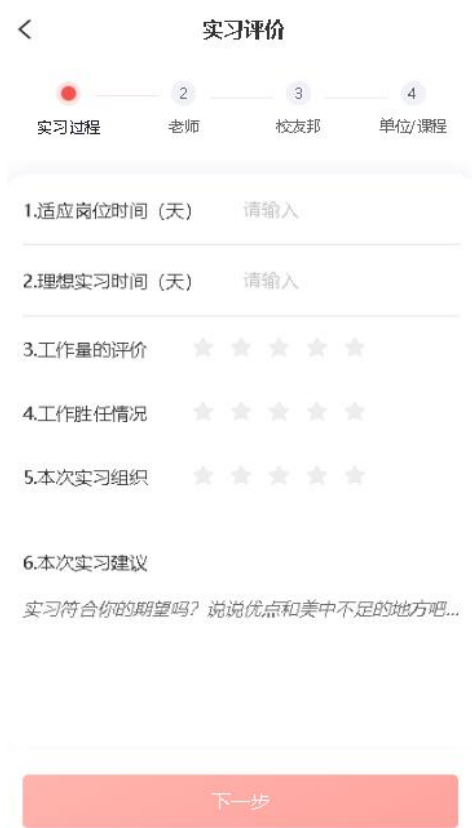 实习评价
2 3 4
实习过程 老师 校友邦 单位/课程
1.适应岗位时间（天） 请输入
2.理想实习时间（天） 请输入
3.工作量的评价
4.工作胜任情况
5.本次实习组织
6.本次实习建议
实习符合你的期望吗？说说优点和美中不足的地方吧...
下一步